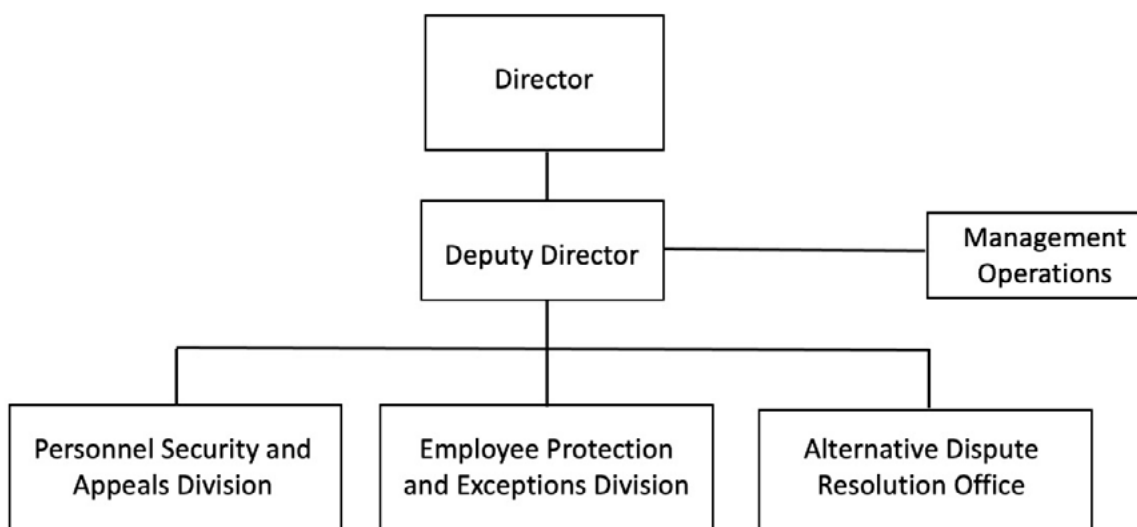 Director
Deputy Director
Management
Operations
Personnel Security and
Appeals Division
Employee Protection
and Exceptions Division
Alternative Dispute
Resolution Office